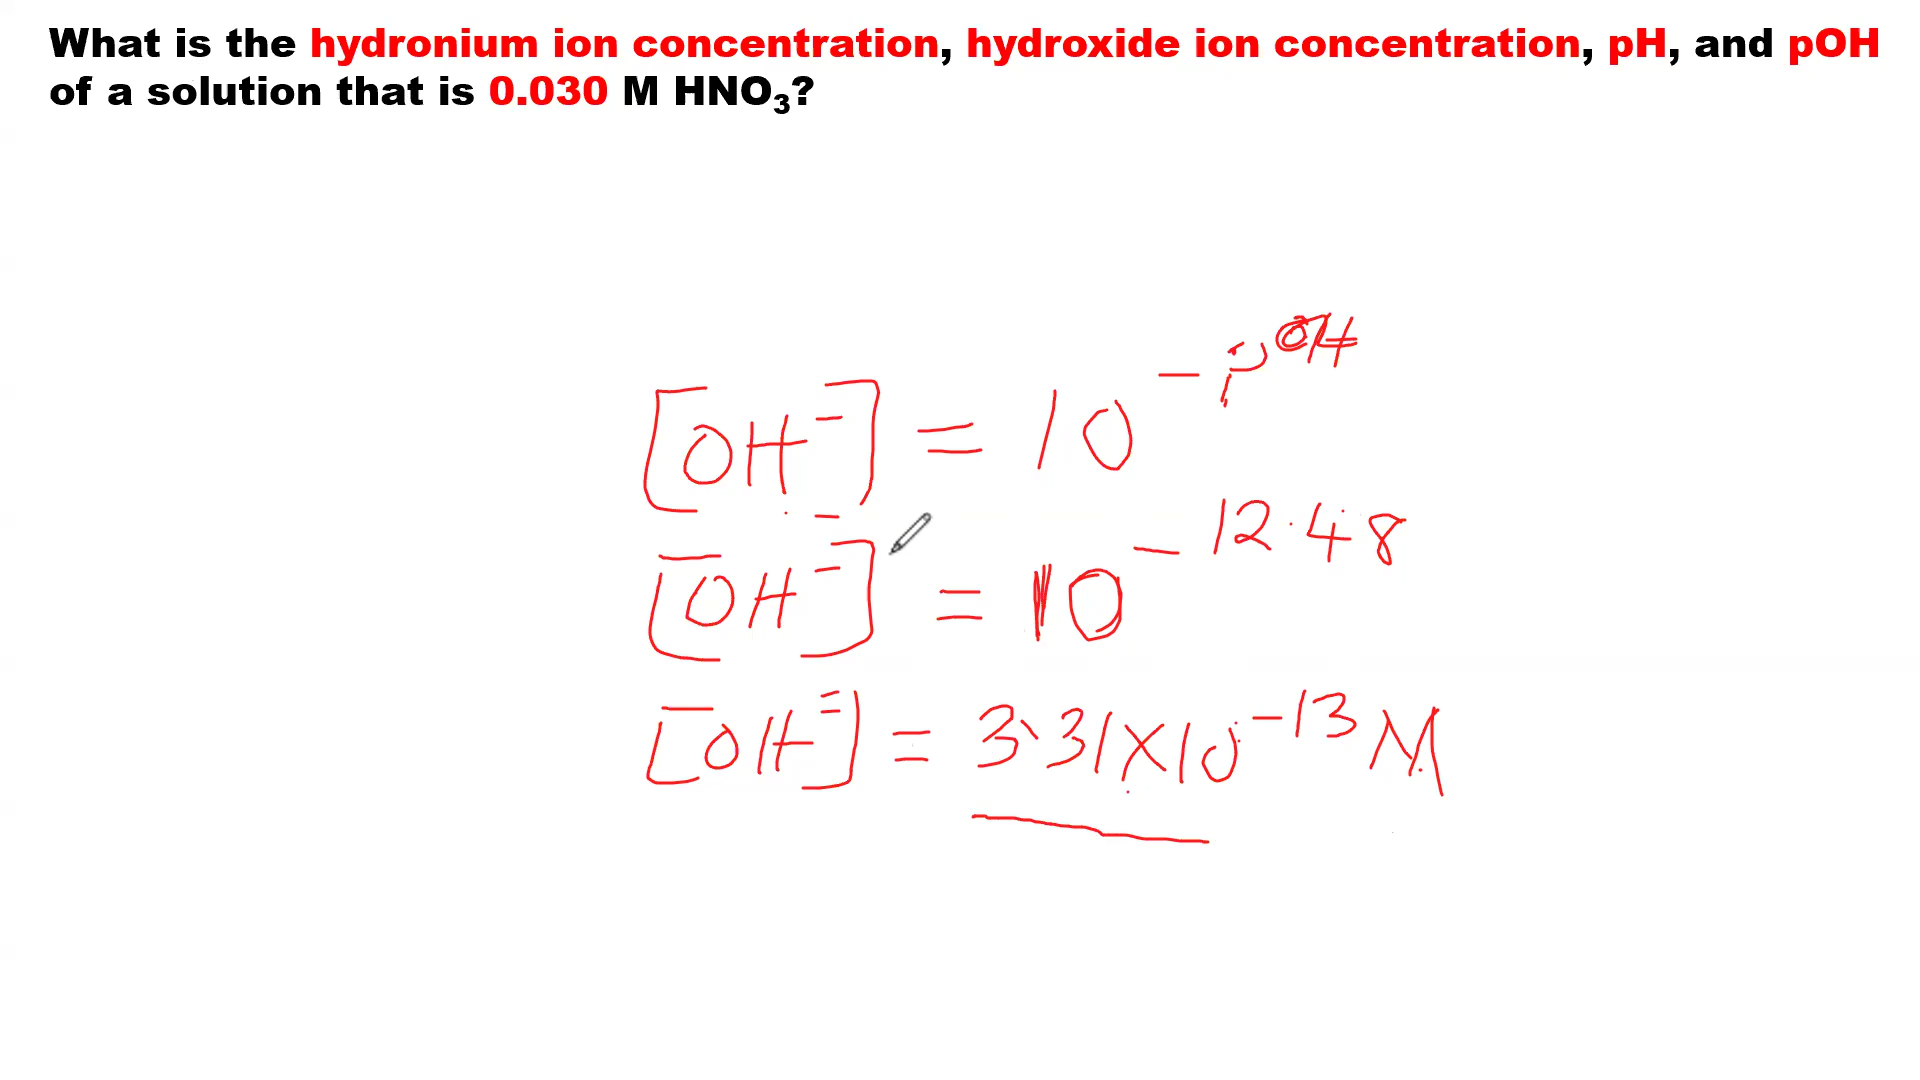 What is the hydronium ion concentration, hydroxide ion concentration, pH, and pOH
of a solution that is 0.030 M HNO₃?
[OH⁻] = 10^-pOH
[OH⁻] = 10^-12.48
[OH⁻] = 3.31X10^-13 M